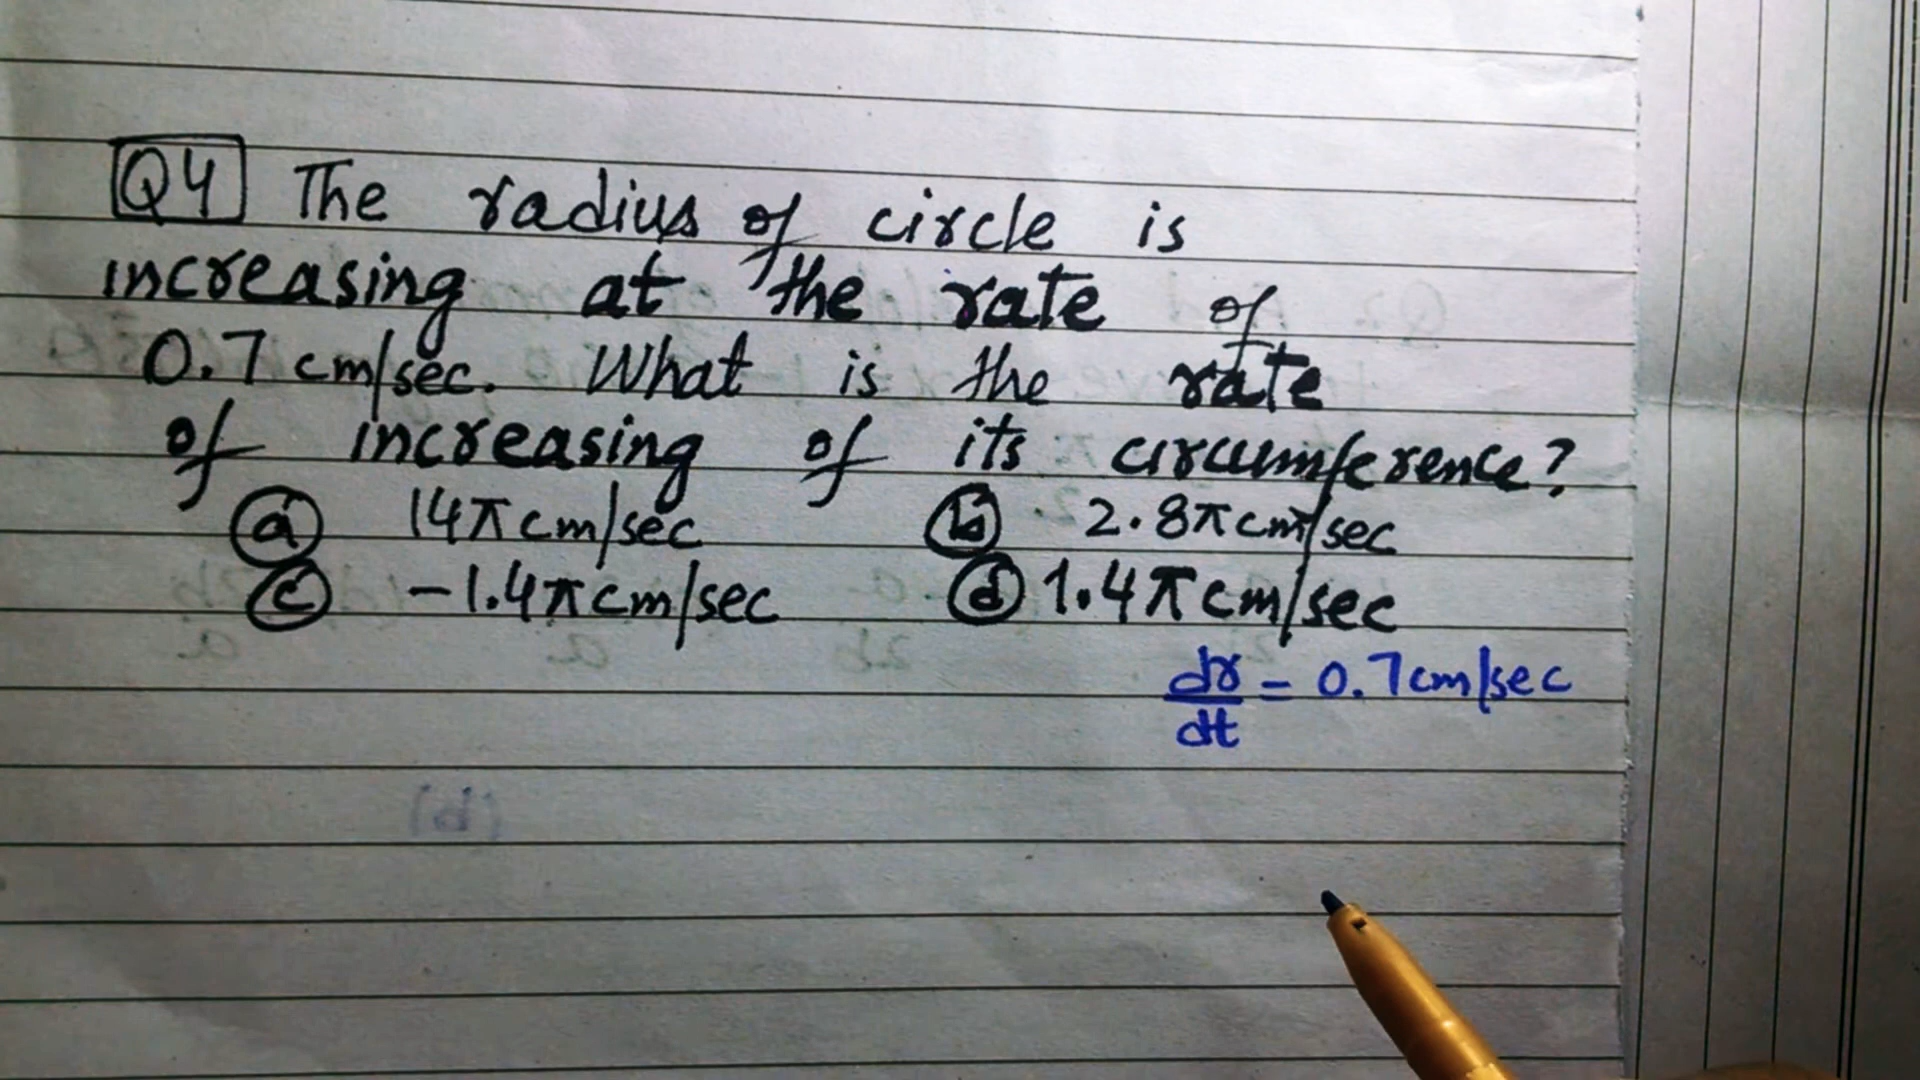 Q4 The radius of circle is
increasing at the rate of
0.7 cm/sec. What is the rate
of increasing of its circumference?
(a) 14π cm/sec (b) 2.8π cm/sec
(c) -1.4π cm/sec (d) 1.4π cm/sec
dr/dt = 0.7 cm/sec